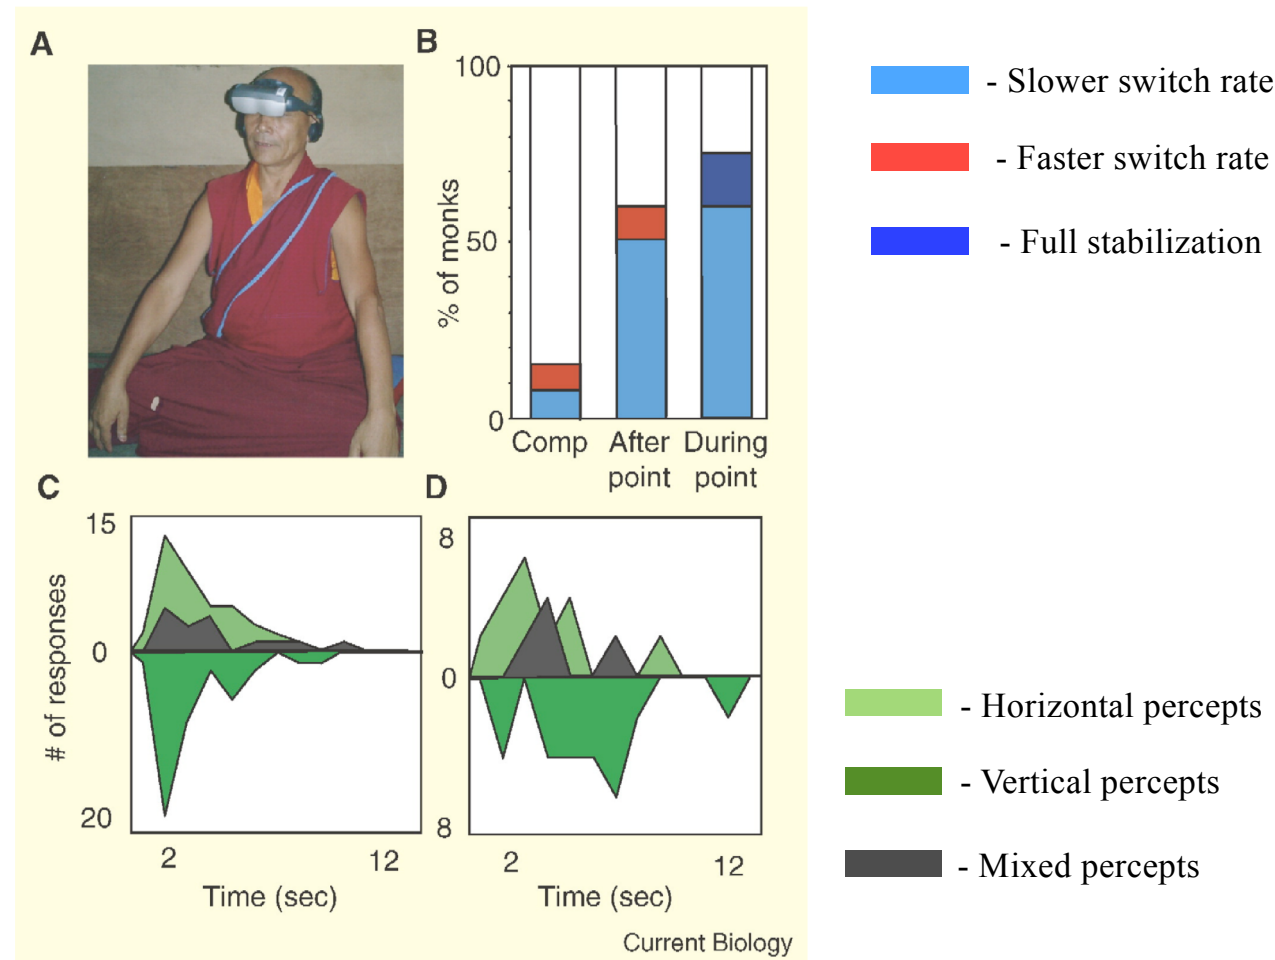 A
B
100
50
0
% of monks
Comp
After point
During point
- Slower switch rate
- Faster switch rate
- Full stabilization
C
15
0
20
# of responses
2
12
Time (sec)
D
8
0
8
2
12
Time (sec)
- Horizontal percepts
- Vertical percepts
- Mixed percepts
Current Biology